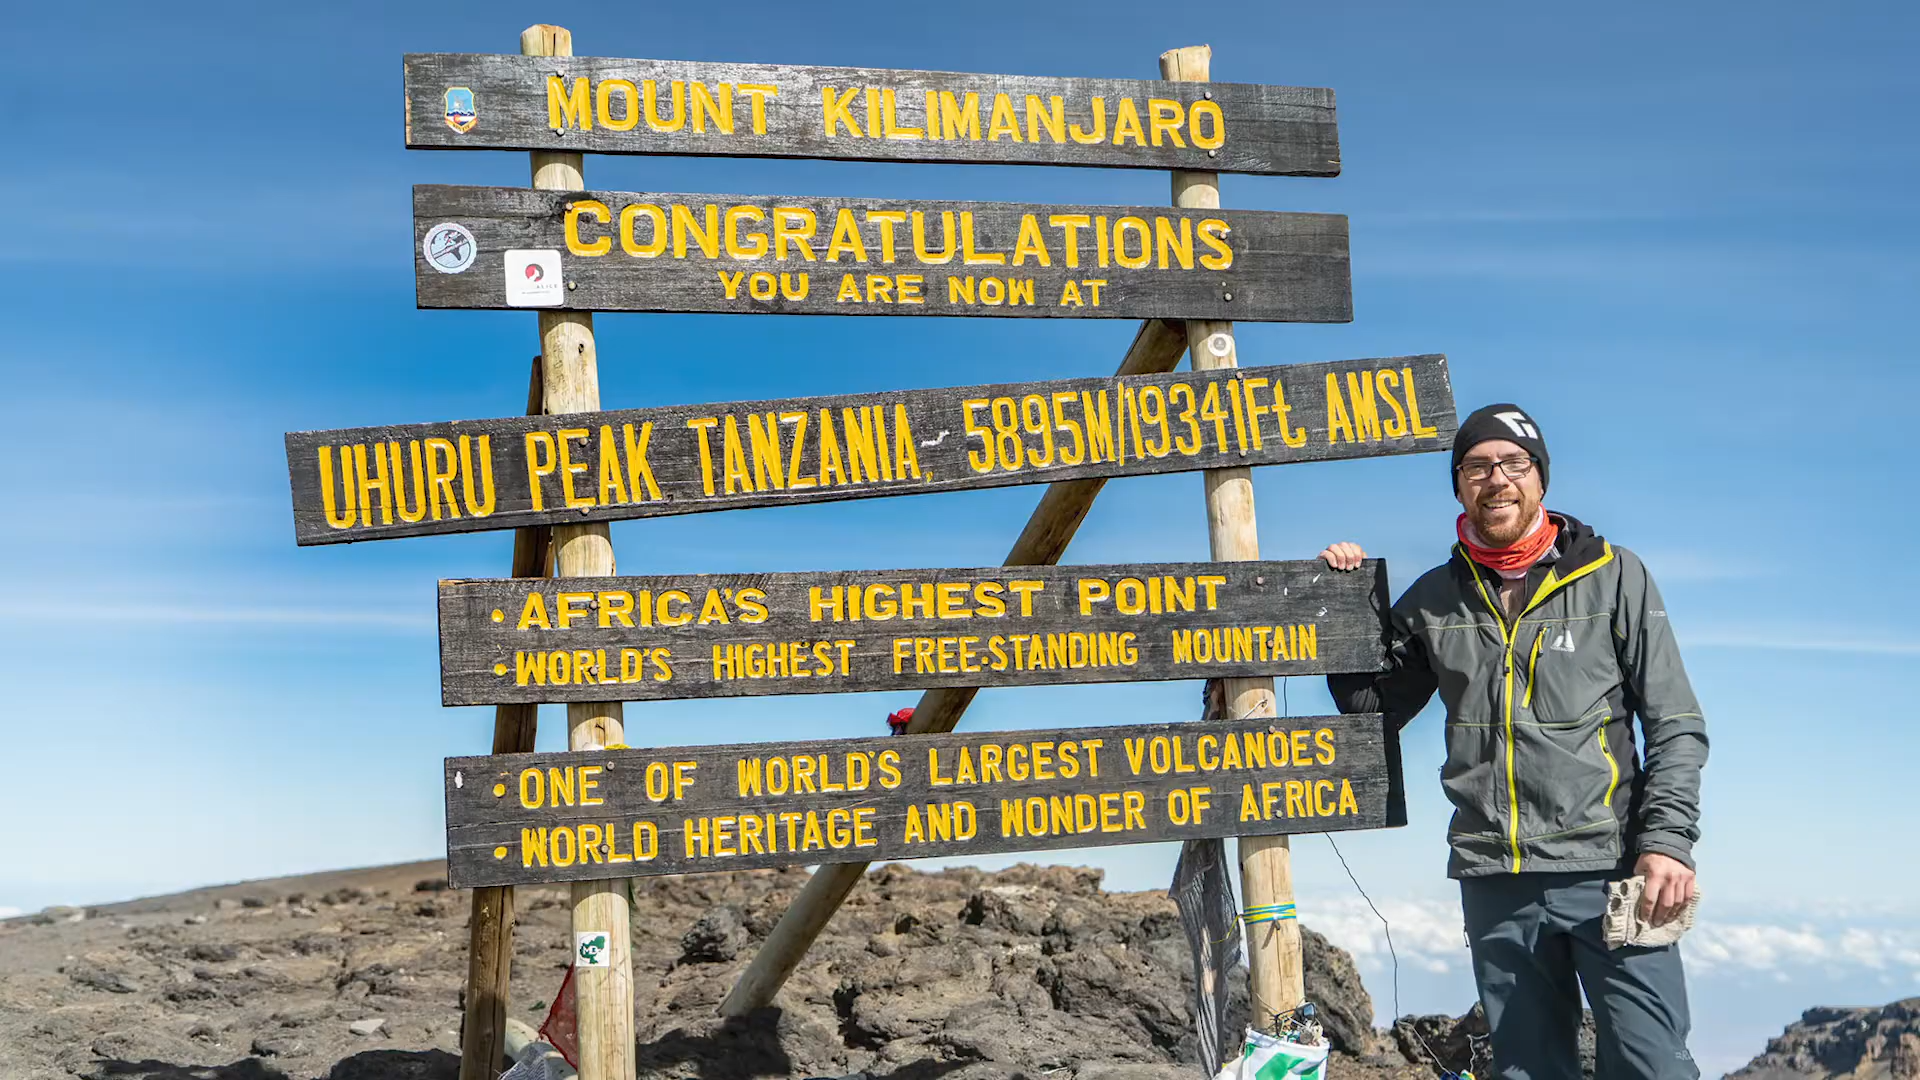 MOUNT KILIMANJARO
CONGRATULATIONS
YOU ARE NOW AT
UHURU PEAK, TANZANIA, 5895M/19341Ft AMSL
• AFRICA'S HIGHEST POINT
• WORLD'S HIGHEST FREE-STANDING MOUNTAIN
• ONE OF WORLD'S LARGEST VOLCANOES
• WORLD HERITAGE AND WONDER OF AFRICA